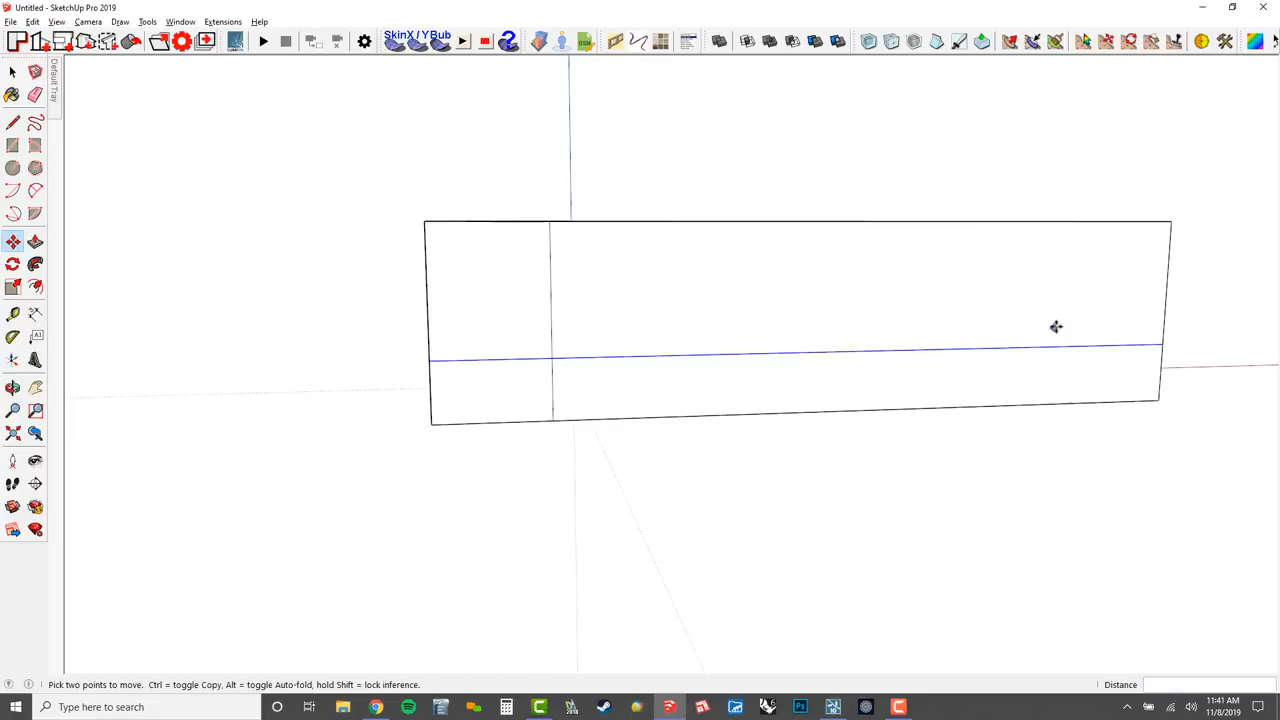 Untitled - SketchUp Pro 2019
File Edit View Camera Draw Tools Window Extensions Help
SkinX / YBub
Default Tray
A1
Pick two points to move. Ctrl = toggle Copy, Alt = toggle Auto-fold, hold Shift = lock inference.
Distance
Type here to search
2018
11:41 AM
11/8/2019